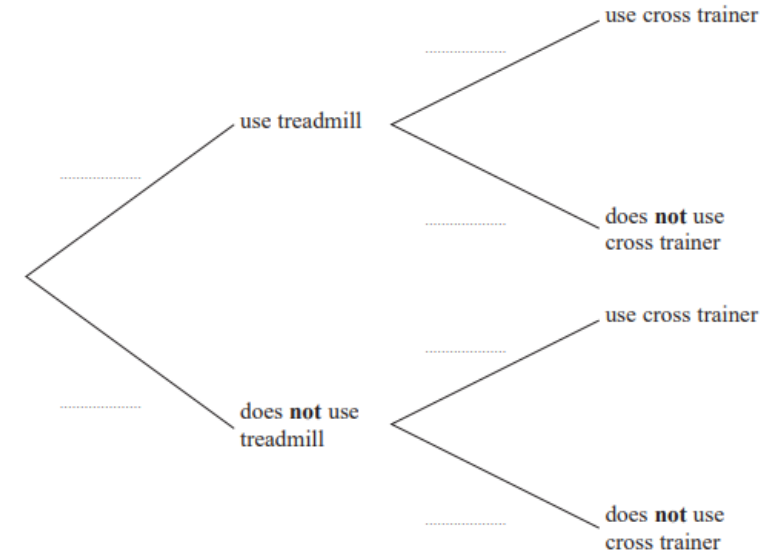 use cross trainer
use treadmill
does not use
cross trainer
use cross trainer
does not use
treadmill
does not use
cross trainer